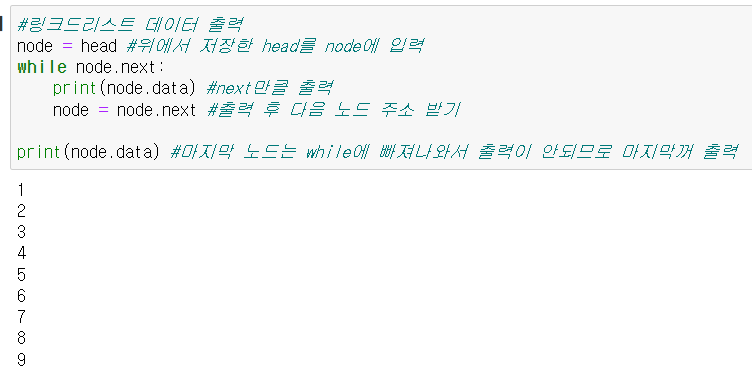 #링크드리스트 데이터 출력
node = head #위에서 저장한 head를 node에 입력
while node.next:
    print(node.data) #next만큼 출력
    node = node.next #출력 후 다음 노드 주소 받기
print(node.data) #마지막 노드는 while에 빠져나와서 출력이 안되므로 마지막꺼 출력
1
2
3
4
5
6
7
8
9